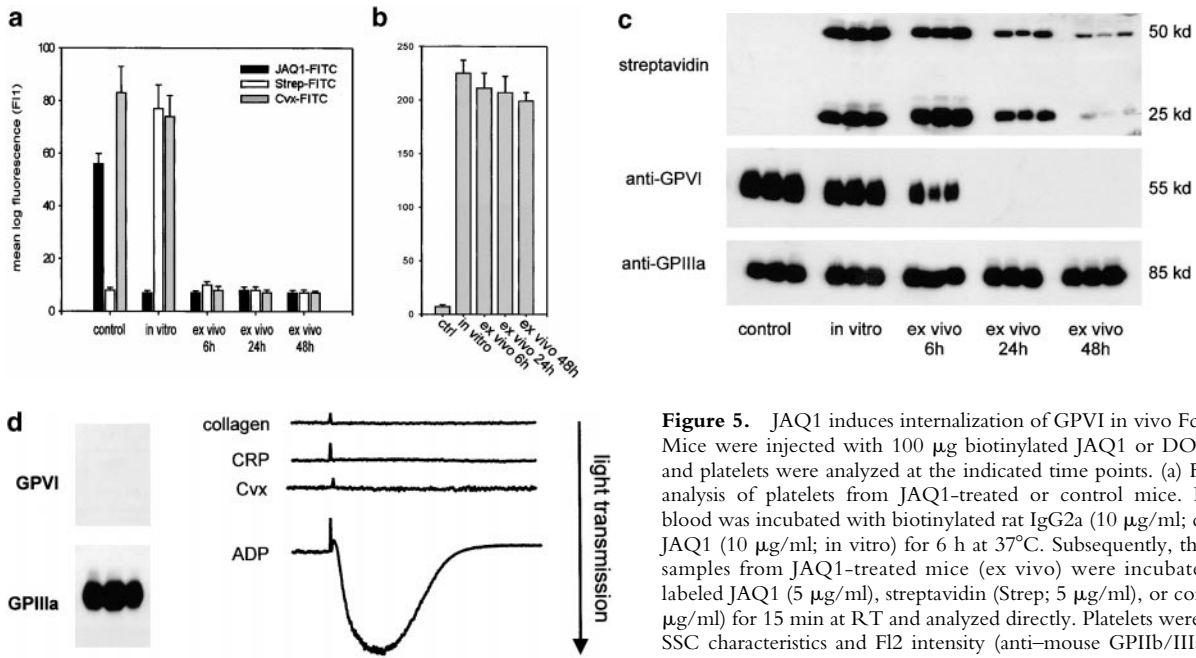 a
mean log fluorescence (Fl1)
100
80
60
40
20
0
JAQ1-FITC
Strep-FITC
Cvx-FITC
control
in vitro
ex vivo
6h
ex vivo
24h
ex vivo
48h
b
250
200
150
100
50
0
ctrl
in vitro
ex vivo 6h
ex vivo 24h
ex vivo 48h
c
streptavidin
50 kd
25 kd
anti-GPVI
55 kd
anti-GPIIIa
85 kd
control
in vitro
ex vivo
6h
ex vivo
24h
ex vivo
48h
d
GPVI
GPIIIa
collagen
CRP
Cvx
ADP
light transmission
Figure 5. JAQ1 induces internalization of GPVI in vivo
Mice were injected with 100 μg biotinylated JAQ1 or
and platelets were analyzed at the indicated time points. (a)
analysis of platelets from JAQ1-treated or control mice.
blood was incubated with biotinylated rat IgG2a (10 μg/ml;
JAQ1 (10 μg/ml; in vitro) for 6 h at 37°C. Subsequently,
samples from JAQ1-treated mice (ex vivo) were
labeled JAQ1 (5 μg/ml), streptavidin (Strep; 5 μg/ml), or
μg/ml) for 15 min at RT and analyzed directly. Platelets were
SSC characteristics and Fl2 intensity (anti–mouse